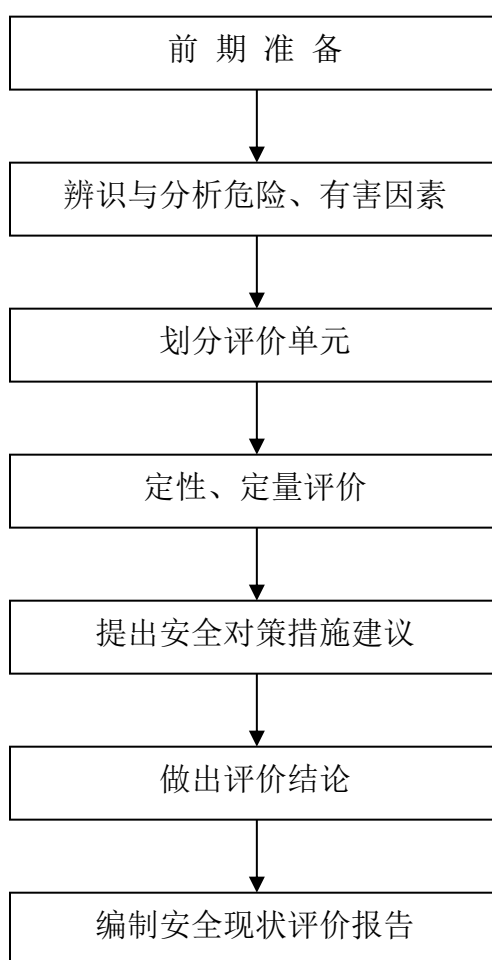 前 期 准 备
辨识与分析危险、有害因素
划分评价单元
定性、定量评价
提出安全对策措施建议
做出评价结论
编制安全现状评价报告